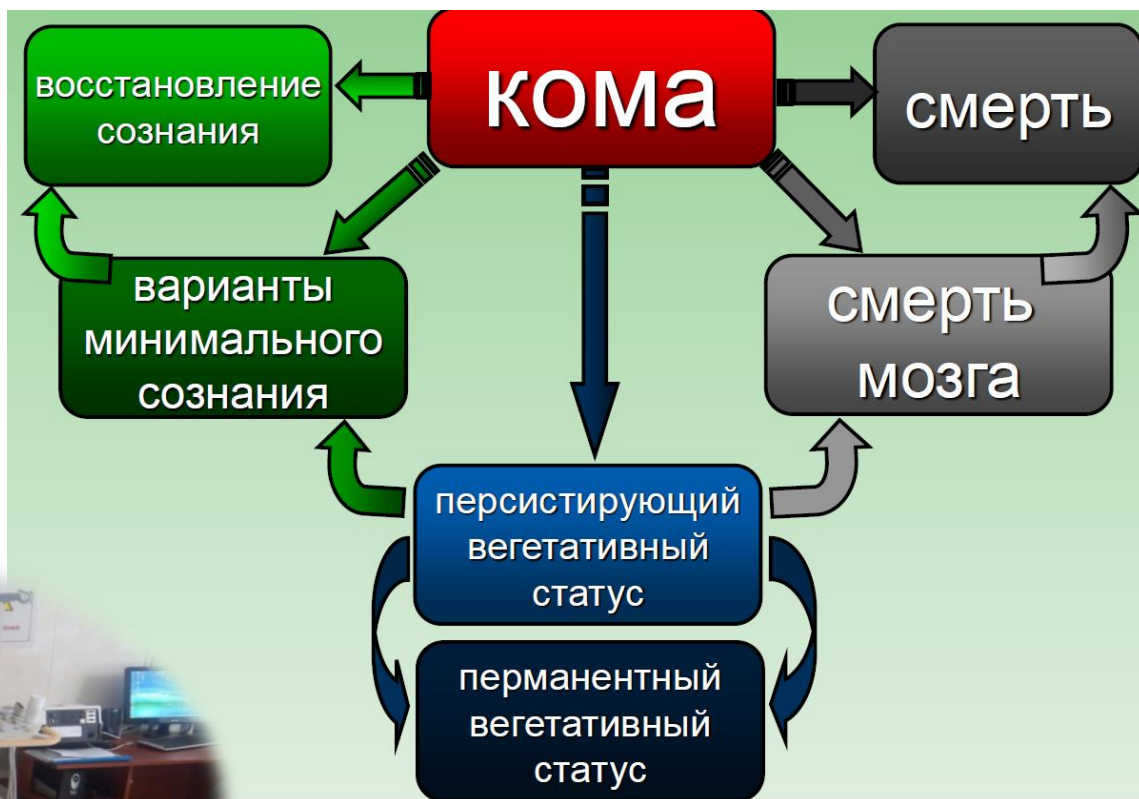 кома
восстановление
сознания
смерть
варианты
минимального
сознания
смерть
мозга
персистирующий
вегетативный
статус
перманентный
вегетативный
статус